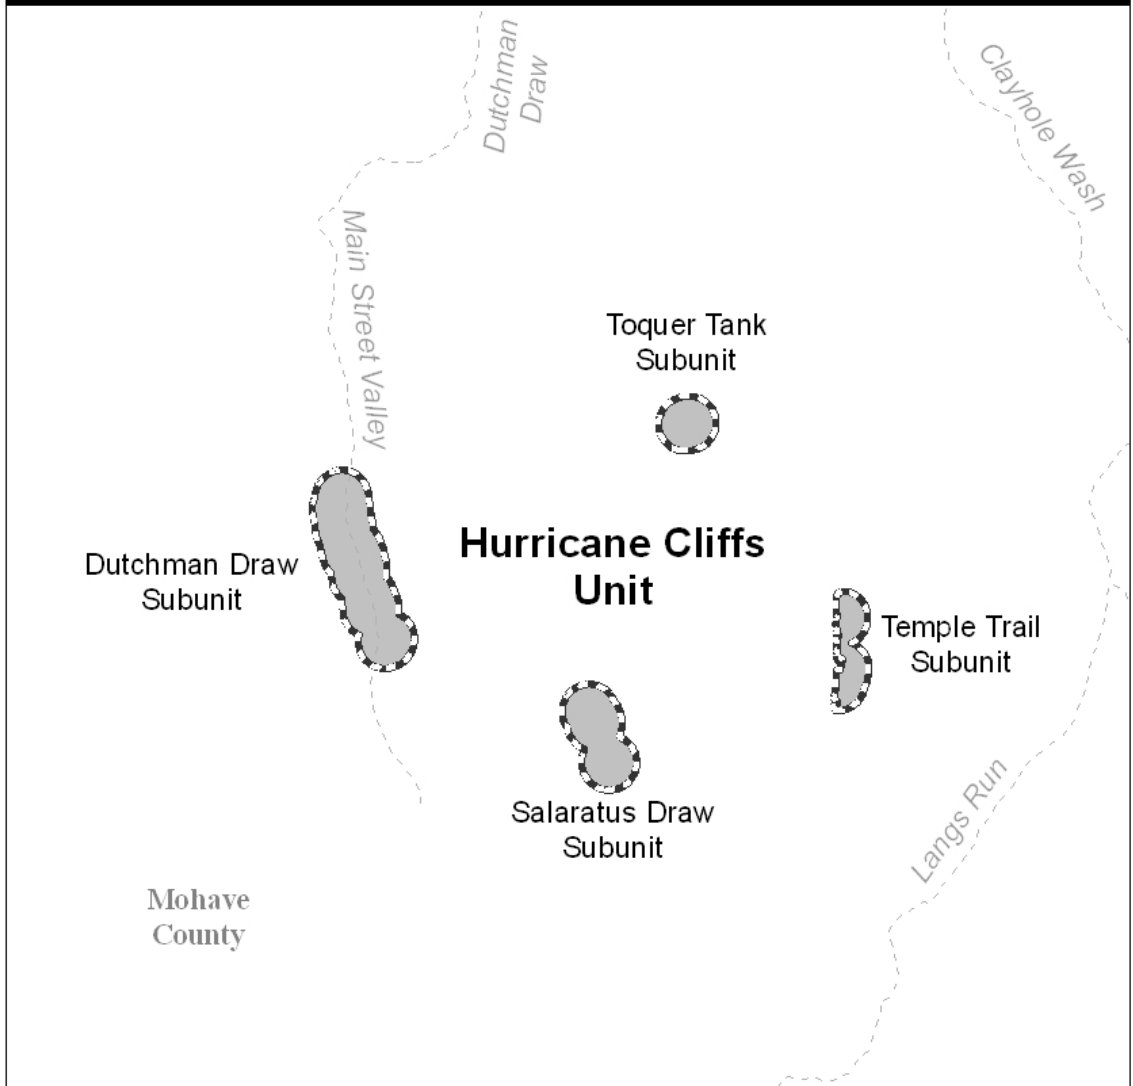 Dutchman
Draw
Clayhole Wash
Main Street Valley
Toquer Tank
Subunit
Hurricane Cliffs
Unit
Dutchman Draw
Subunit
Temple Trail
Subunit
Salaratus Draw
Subunit
Langs Run
Mohave
County